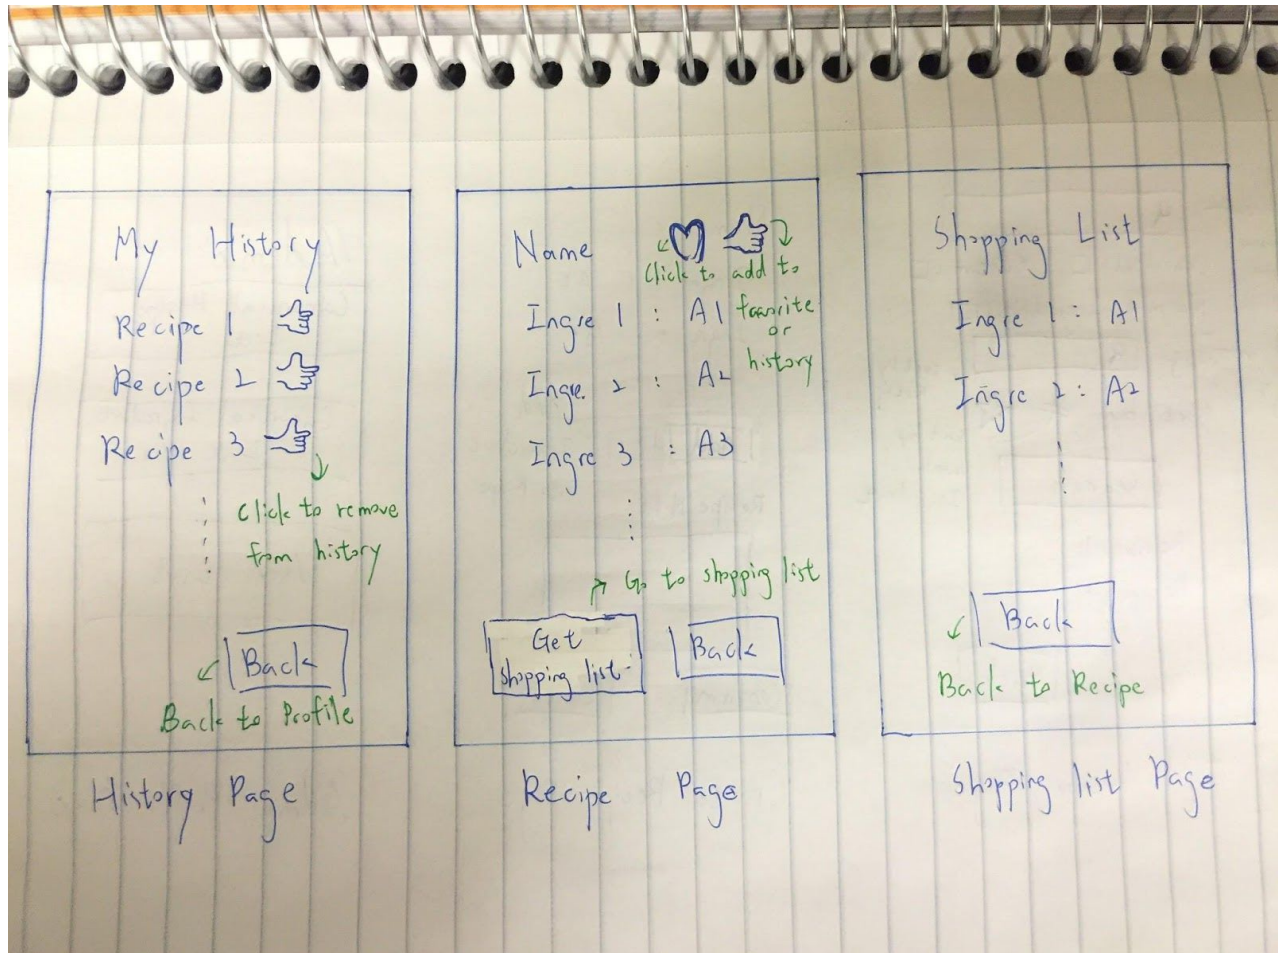 My History
Recipe 1
Recipe 2
Recipe 3
Click to remove
from history
Back
Back to Profile
History Page
Name
Click to add to
favorite
or
history
Ingre 1 : A1
Ingre 2 : A2
Ingre 3 : A3
Go to shopping list
Get
shopping list
Back
Recipe Page
Shopping List
Ingre 1 : A1
Ingre 2 : A2
Back
Back to Recipe
Shopping list Page